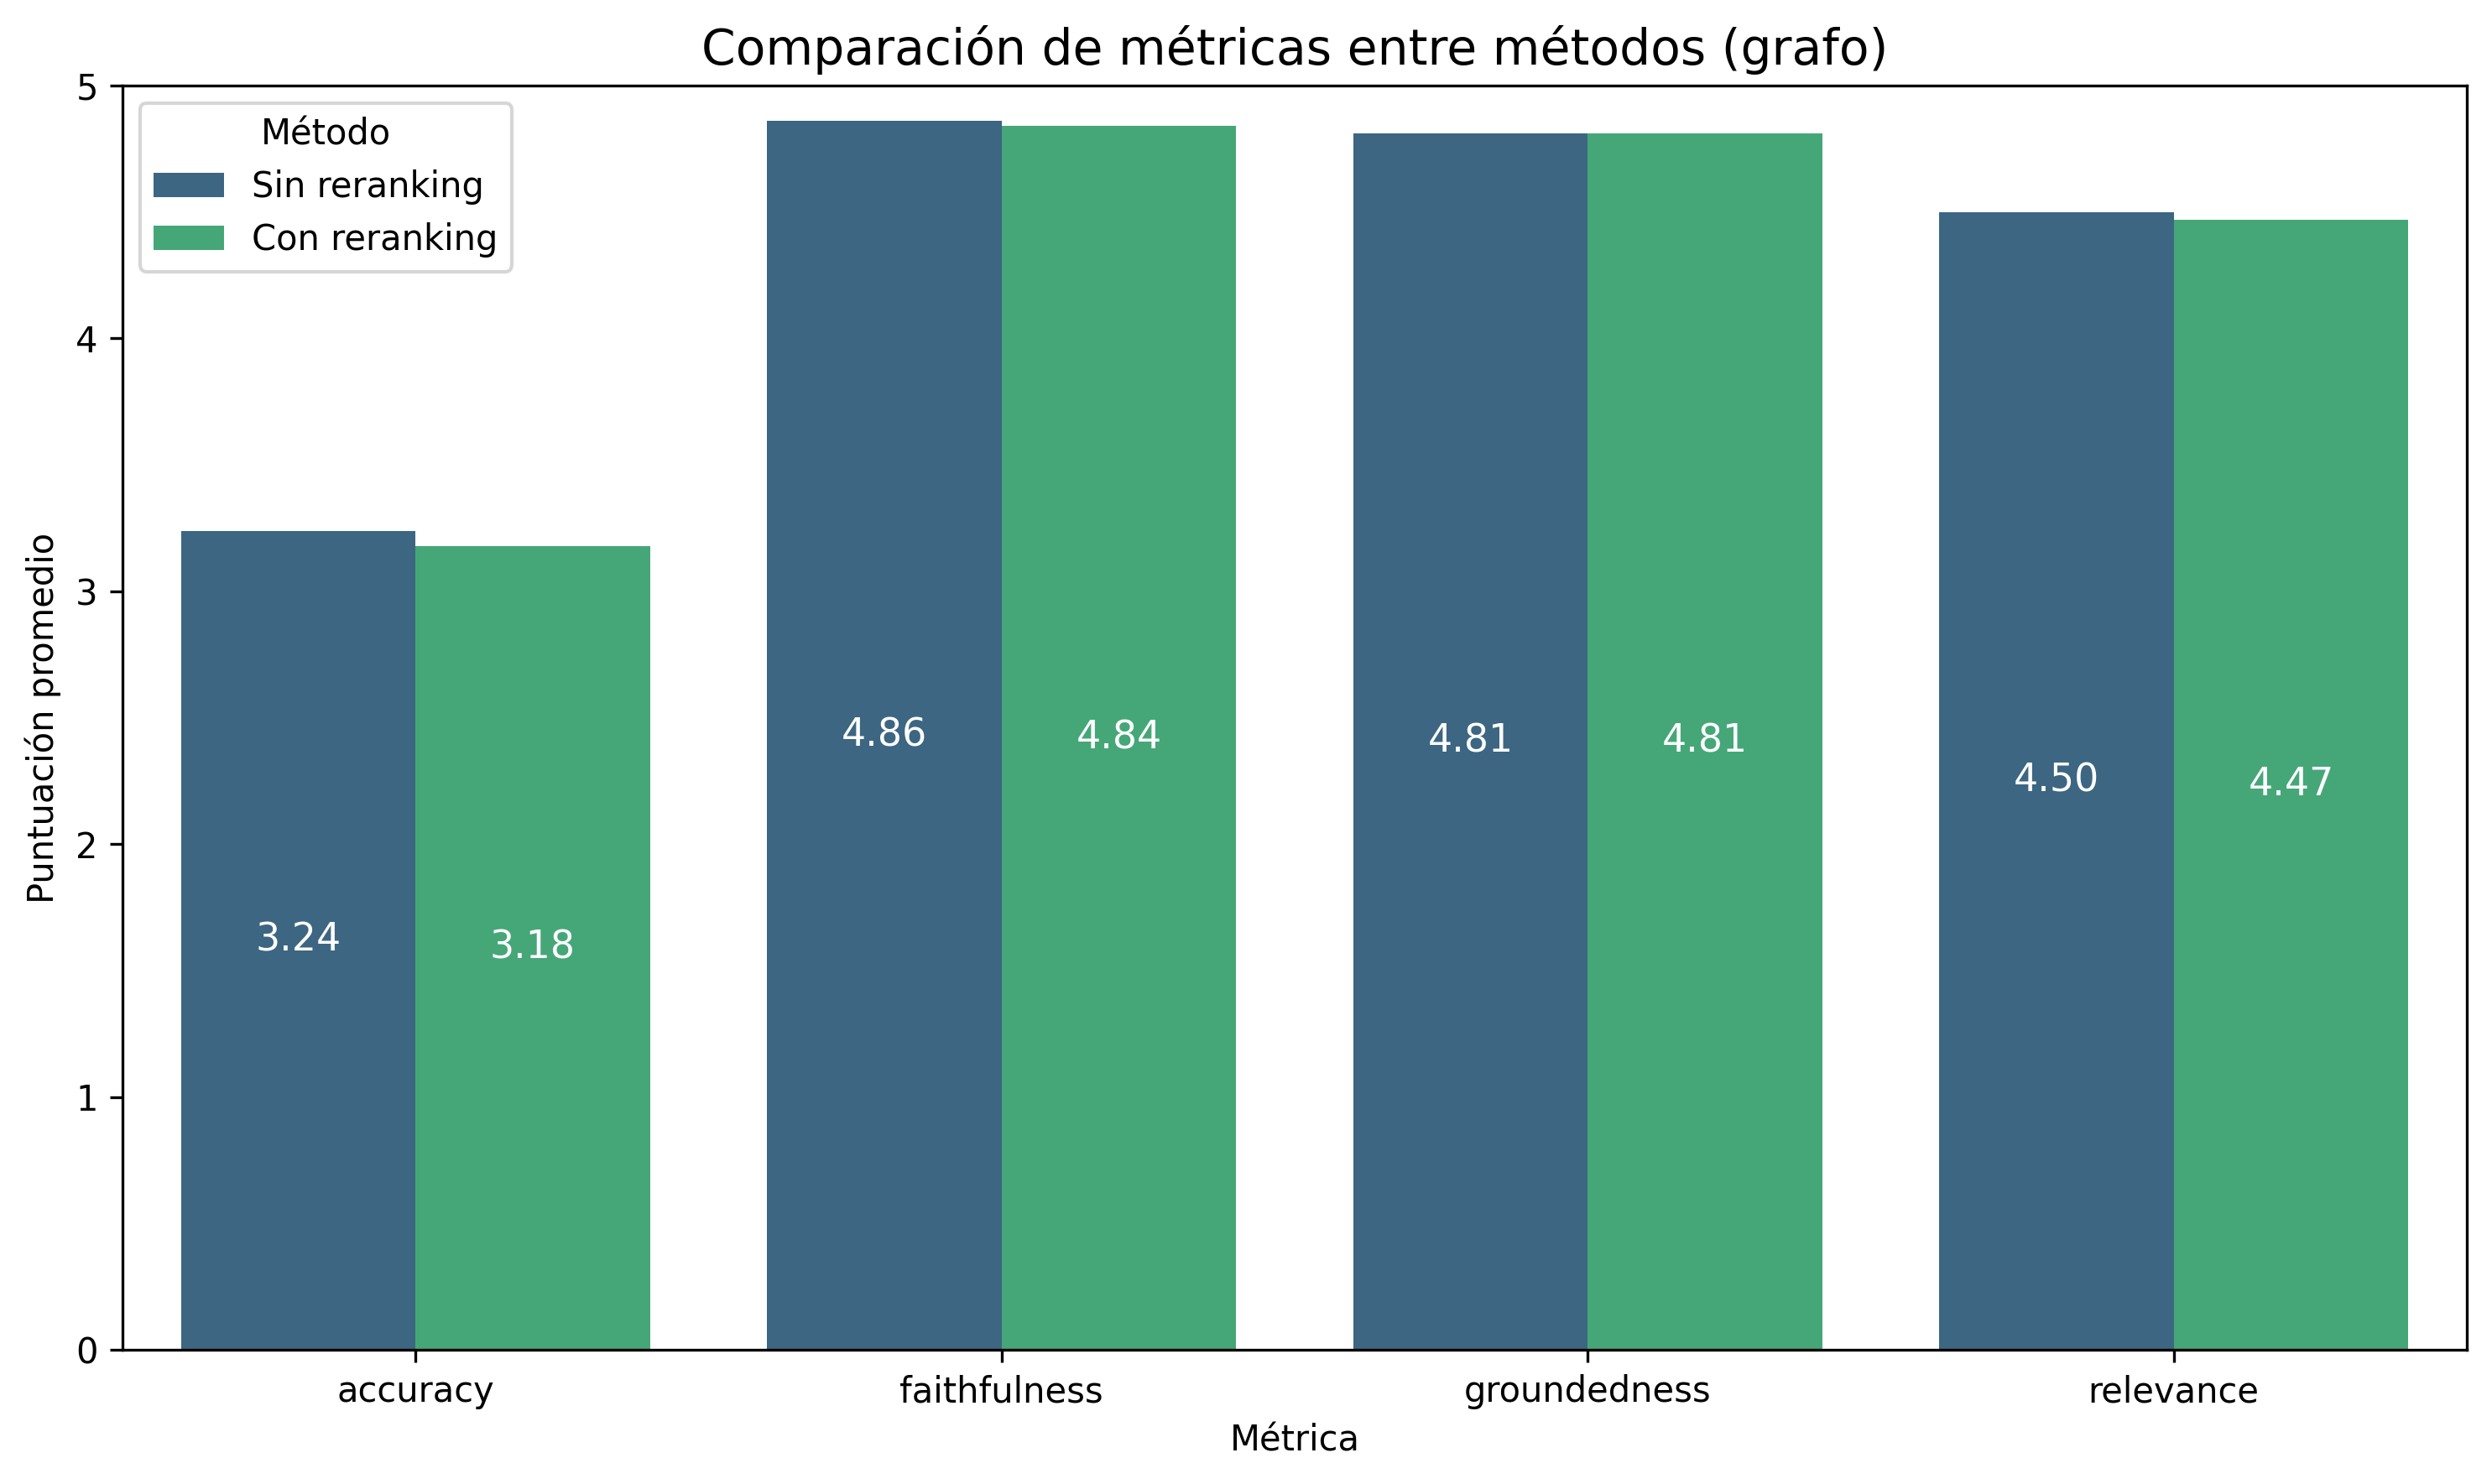 Comparación de métricas entre métodos (grafo)
Método
Sin reranking
Con reranking
Puntuación promedio
5
4
3
2
1
0
3.24
3.18
4.86
4.84
4.81
4.81
4.50
4.47
accuracy
faithfulness
groundedness
relevance
Métrica